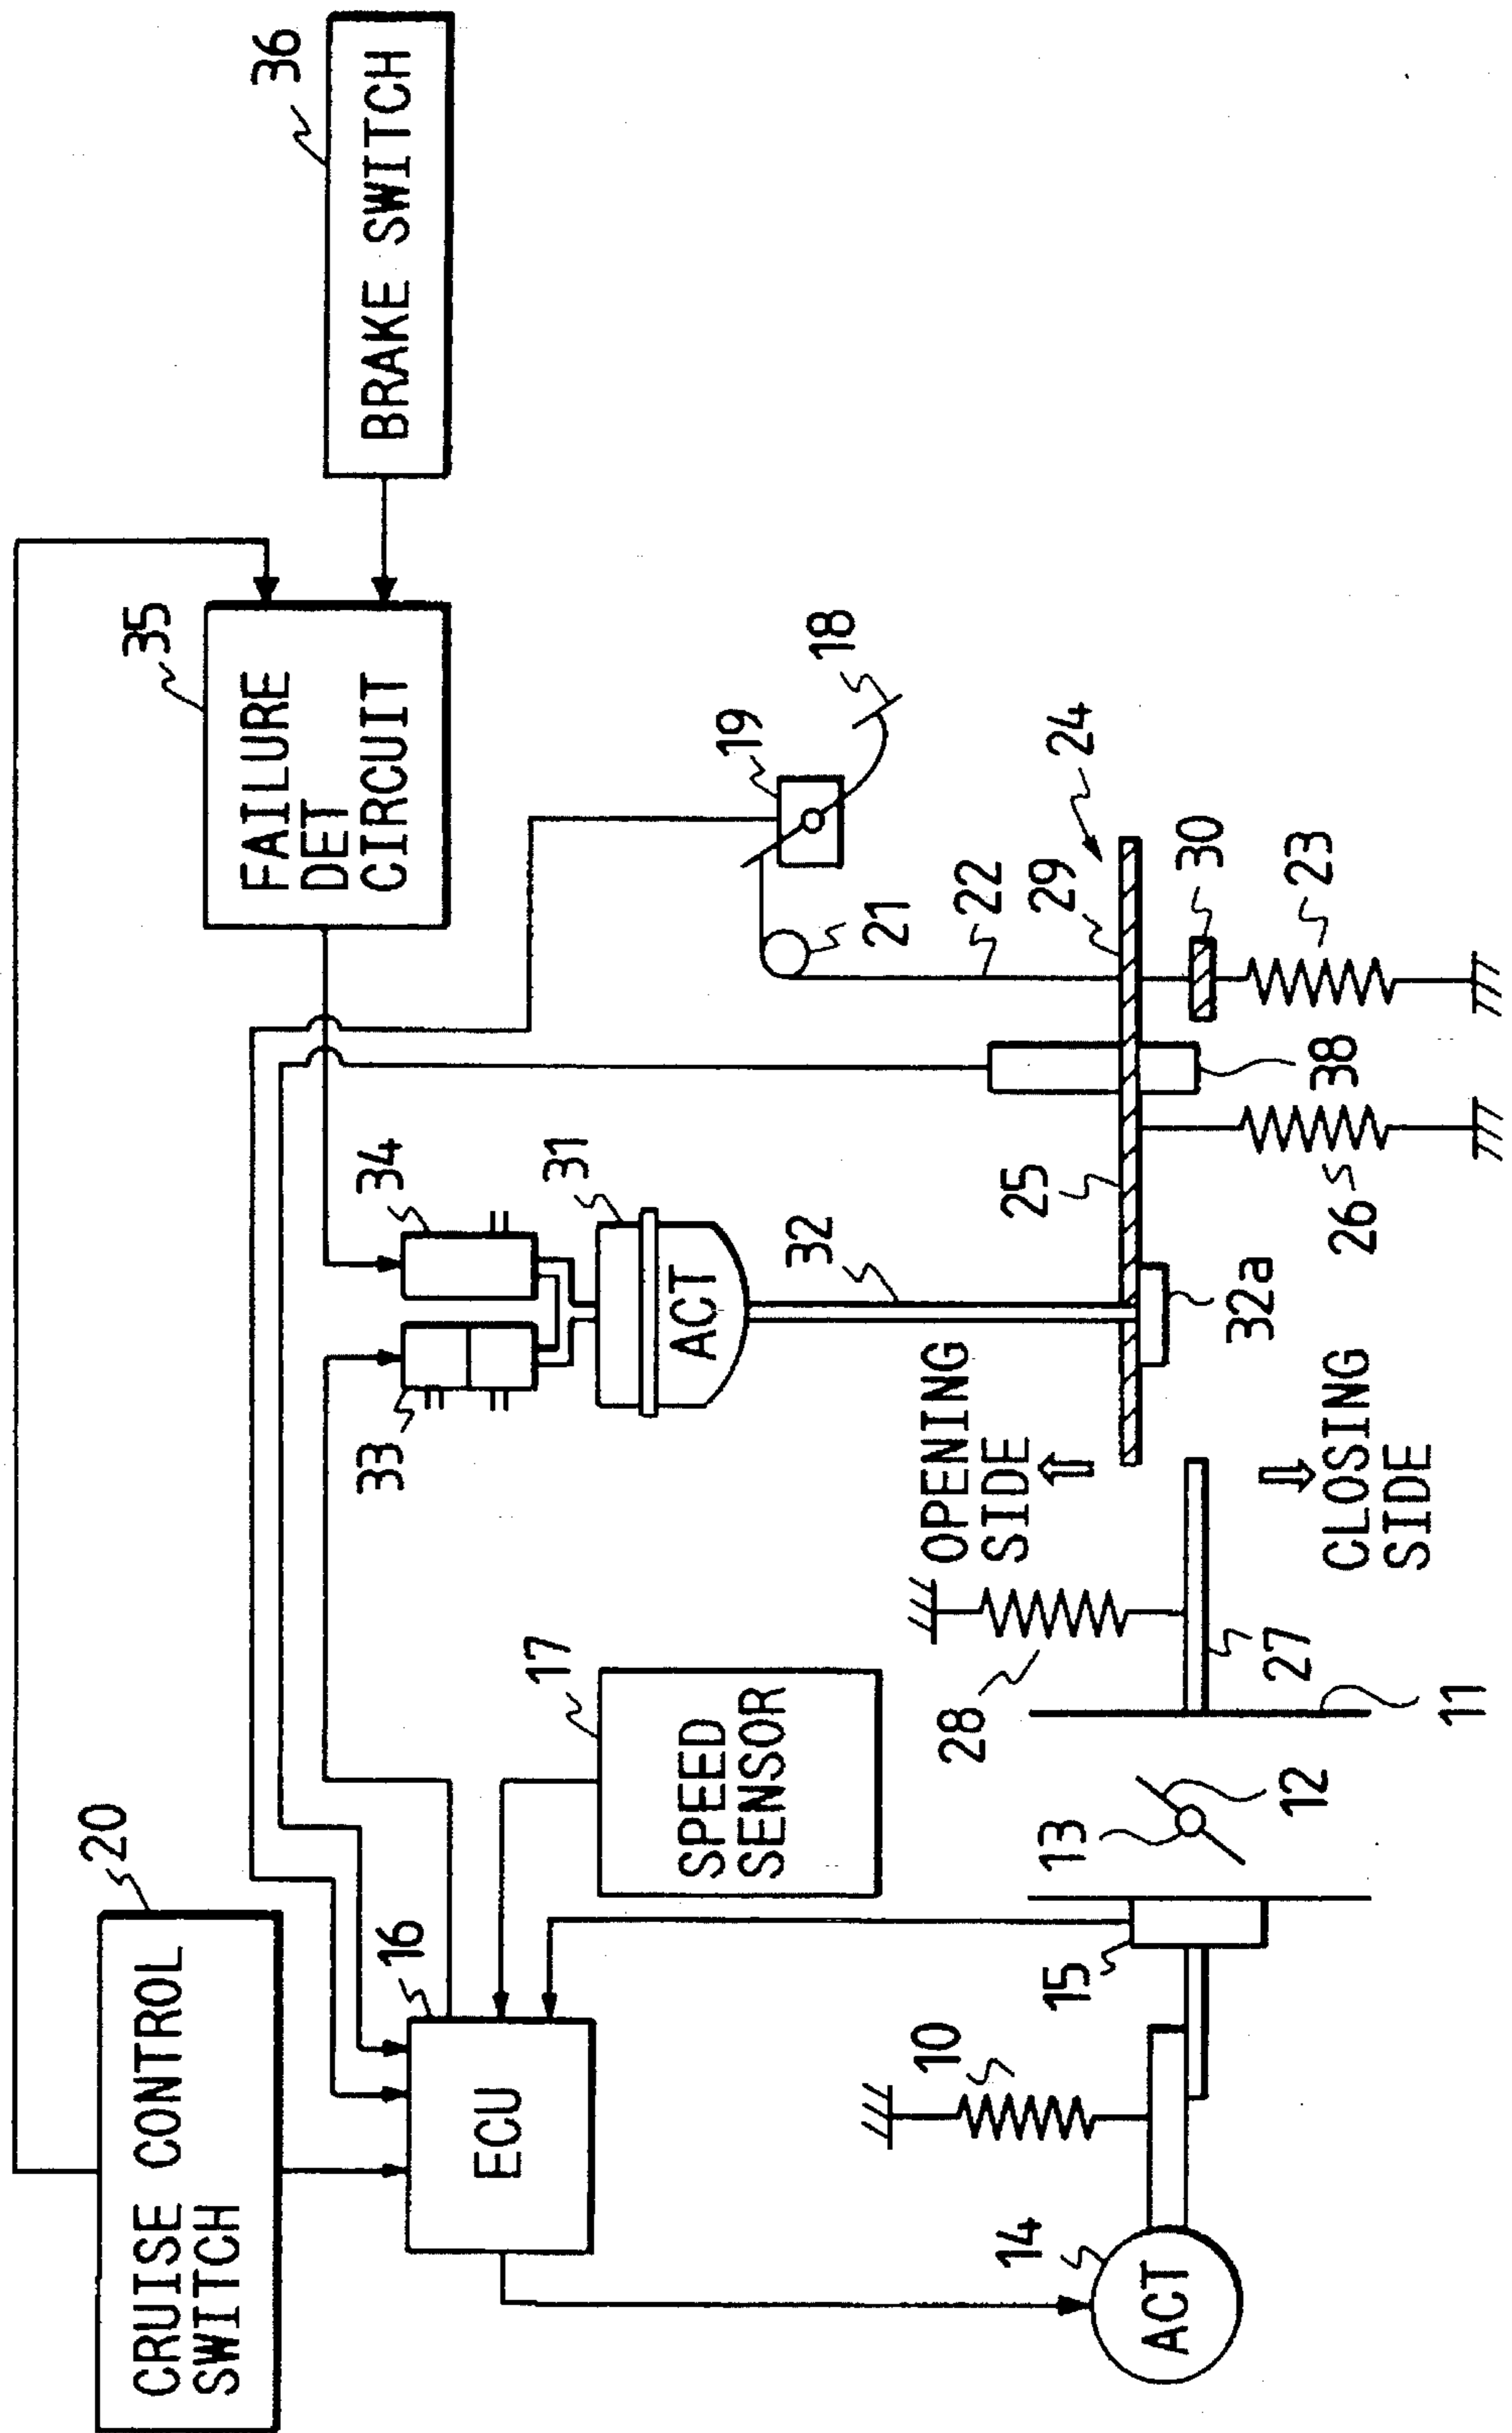 CRUISE CONTROL
SWITCH
20
36
BRAKE SWITCH
35
FAILURE
DET
CIRCUIT
16
ECU
17
SPEED
SENSOR
33
34
31
ACT
32
19
18
21
22
24
29
30
23
25
38
26
32a
OPENING
SIDE
CLOSING
SIDE
28
27
11
12
13
15
10
14
ACT